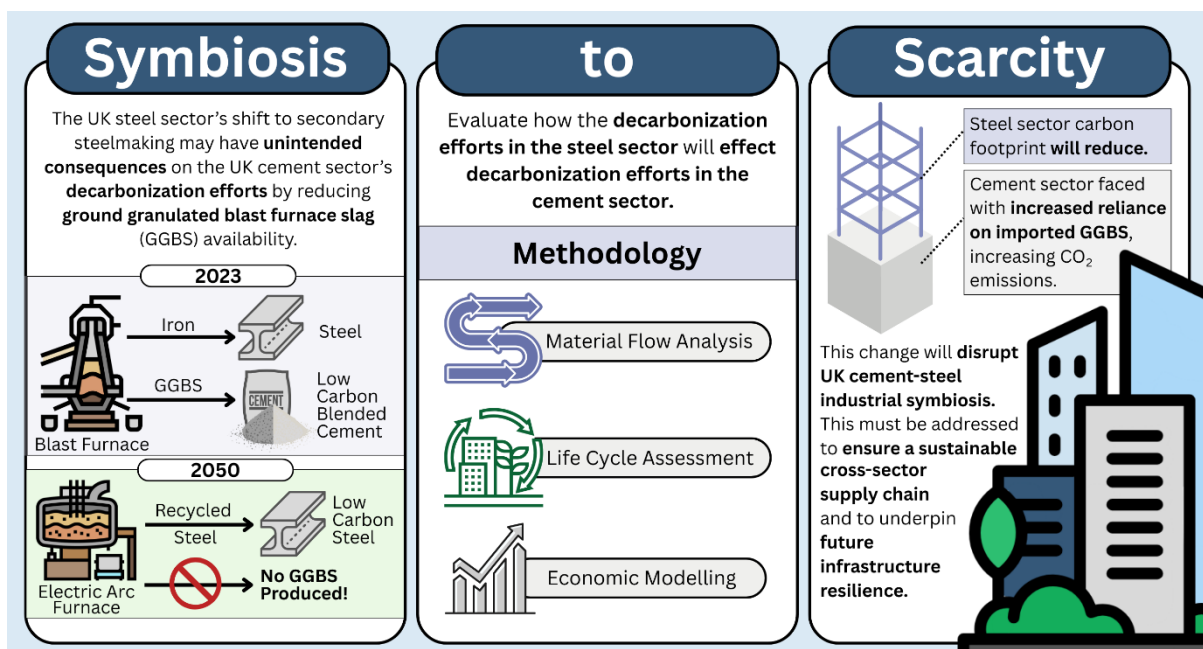 Symbiosis
The UK steel sector's shift to secondary
steelmaking may have unintended
consequences on the UK cement sector's
decarbonization efforts by reducing
ground granulated blast furnace slag
(GGBS) availability.
2023
Iron
Steel
GGBS
CEMENT
Low
Carbon
Blended
Cement
Blast Furnace
2050
Recycled
Steel
Low
Carbon
Steel
No GGBS
Produced!
Electric Arc
Furnace
to
Evaluate how the decarbonization
efforts in the steel sector will effect
decarbonization efforts in the
cement sector.
Methodology
Material Flow Analysis
Life Cycle Assessment
Economic Modelling
Scarcity
Steel sector carbon
footprint will reduce.
Cement sector faced
with increased reliance
on imported GGBS,
increasing CO₂
emissions.
This change will disrupt
UK cement-steel
industrial symbiosis.
This must be addressed
to ensure a sustainable
cross-sector
supply chain
and to underpin
future
infrastructure
resilience.